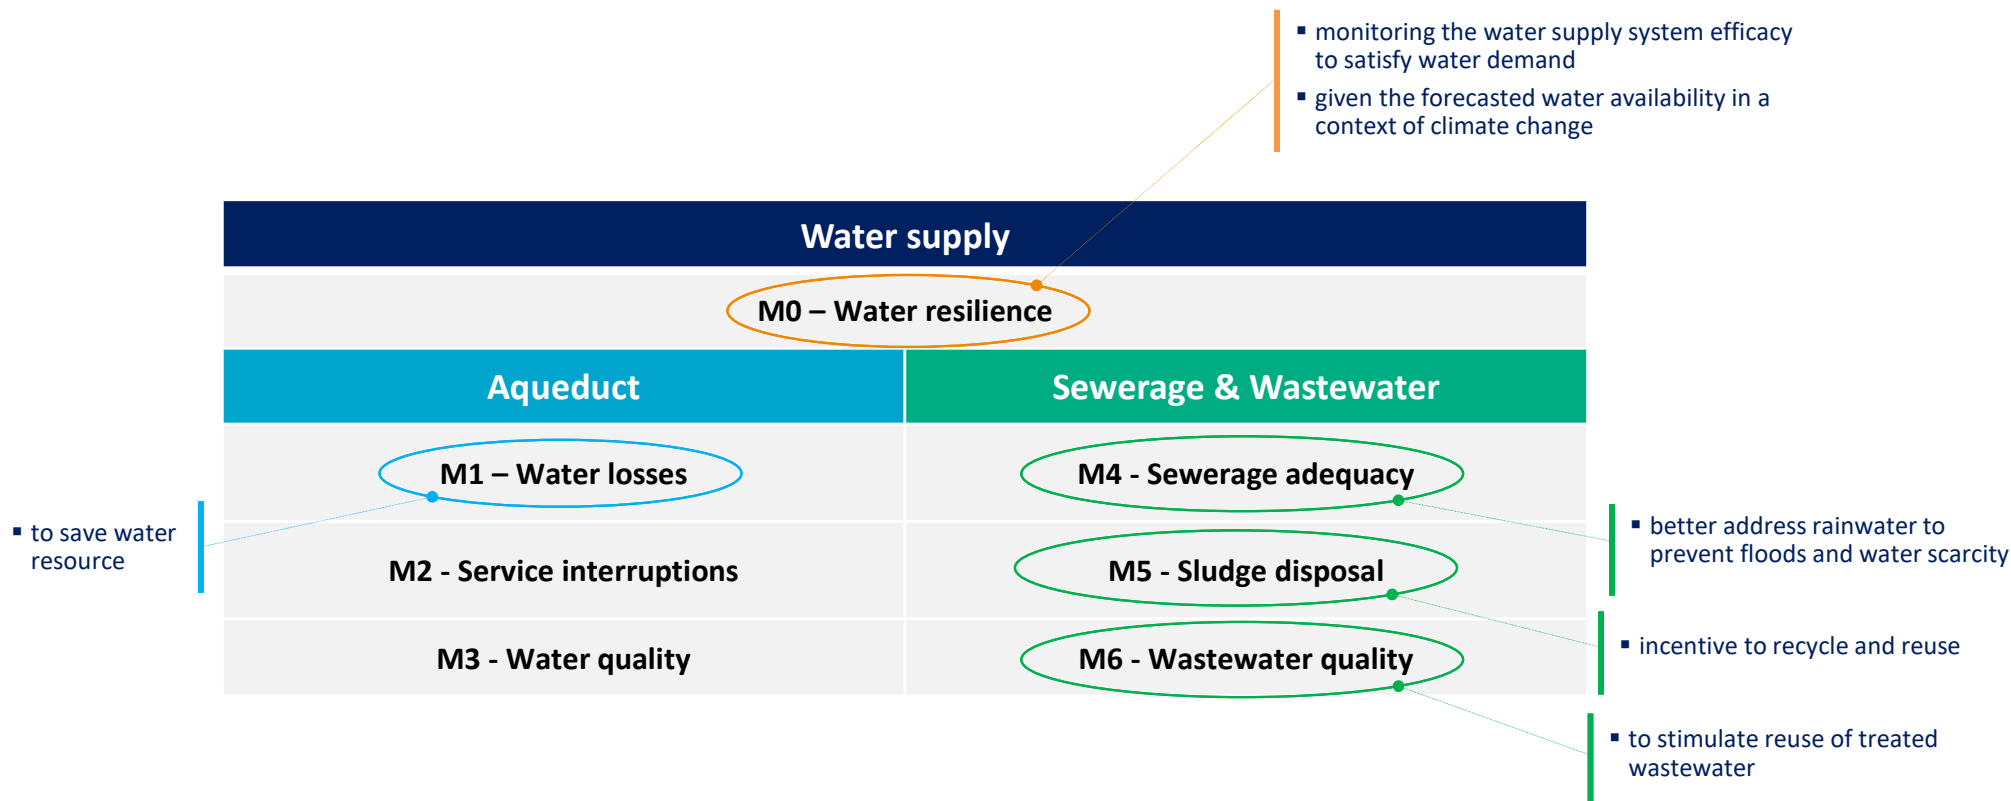 ▪ monitoring the water supply system efficacy
to satisfy water demand
▪ given the forecasted water availability in a
context of climate change
Water supply
M0 – Water resilience
Aqueduct
Sewerage & Wastewater
M1 – Water losses
M4 - Sewerage adequacy
▪ to save water
resource
▪ better address rainwater to
prevent floods and water scarcity
M2 - Service interruptions
M5 - Sludge disposal
▪ incentive to recycle and reuse
M3 - Water quality
M6 - Wastewater quality
▪ to stimulate reuse of treated
wastewater